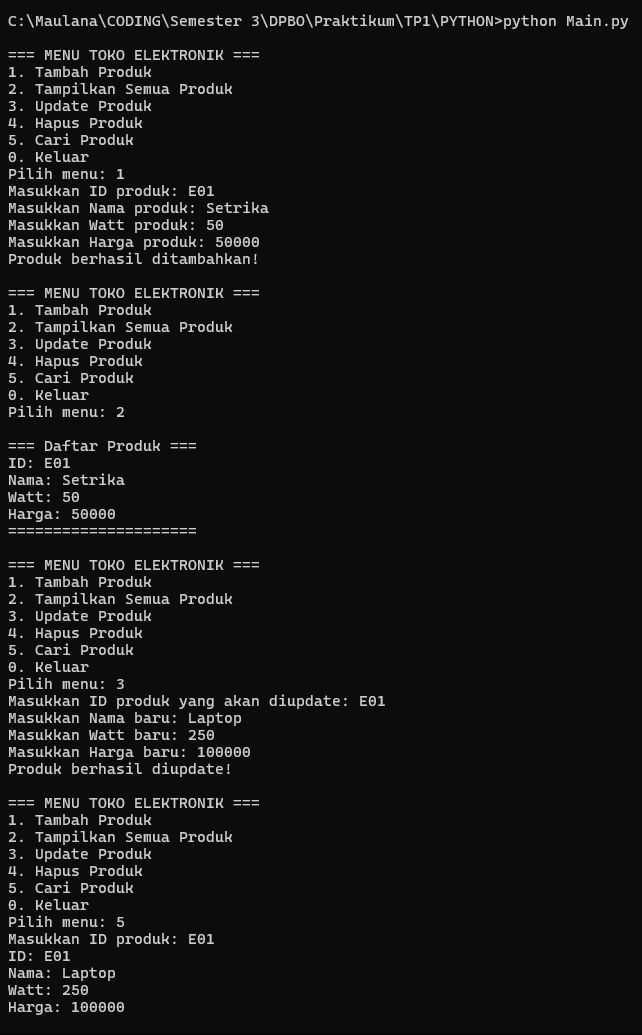 C:\Maulana\CODING\Semester 3\DPBO\Praktikum\TP1\PYTHON>python Main.py

=== MENU TOKO ELEKTRONIK ===
1. Tambah Produk
2. Tampilkan Semua Produk
3. Update Produk
4. Hapus Produk
5. Cari Produk
0. Keluar
Pilih menu: 1
Masukkan ID produk: E01
Masukkan Nama produk: Setrika
Masukkan Watt produk: 50
Masukkan Harga produk: 50000
Produk berhasil ditambahkan!

=== MENU TOKO ELEKTRONIK ===
1. Tambah Produk
2. Tampilkan Semua Produk
3. Update Produk
4. Hapus Produk
5. Cari Produk
0. Keluar
Pilih menu: 2

=== Daftar Produk ===
ID: E01
Nama: Setrika
Watt: 50
Harga: 50000
=====================

=== MENU TOKO ELEKTRONIK ===
1. Tambah Produk
2. Tampilkan Semua Produk
3. Update Produk
4. Hapus Produk
5. Cari Produk
0. Keluar
Pilih menu: 3
Masukkan ID produk yang akan diupdate: E01
Masukkan Nama baru: Laptop
Masukkan Watt baru: 250
Masukkan Harga baru: 100000
Produk berhasil diupdate!

=== MENU TOKO ELEKTRONIK ===
1. Tambah Produk
2. Tampilkan Semua Produk
3. Update Produk
4. Hapus Produk
5. Cari Produk
0. Keluar
Pilih menu: 5
Masukkan ID produk: E01
ID: E01
Nama: Laptop
Watt: 250
Harga: 100000